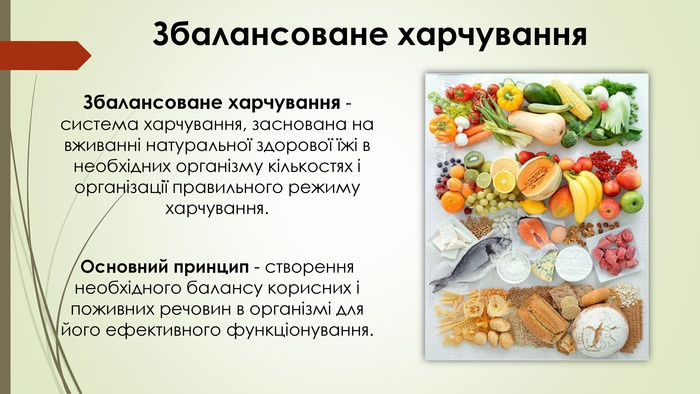 Збалансоване харчування
Збалансоване харчування -
система харчування, заснована на
вживанні натуральної здорової їжі в
необхідних організму кількостях і
організації правильного режиму
харчування.
Основний принцип - створення
необхідного балансу корисних і
поживних речовин в організмі для
його ефективного функціонування.